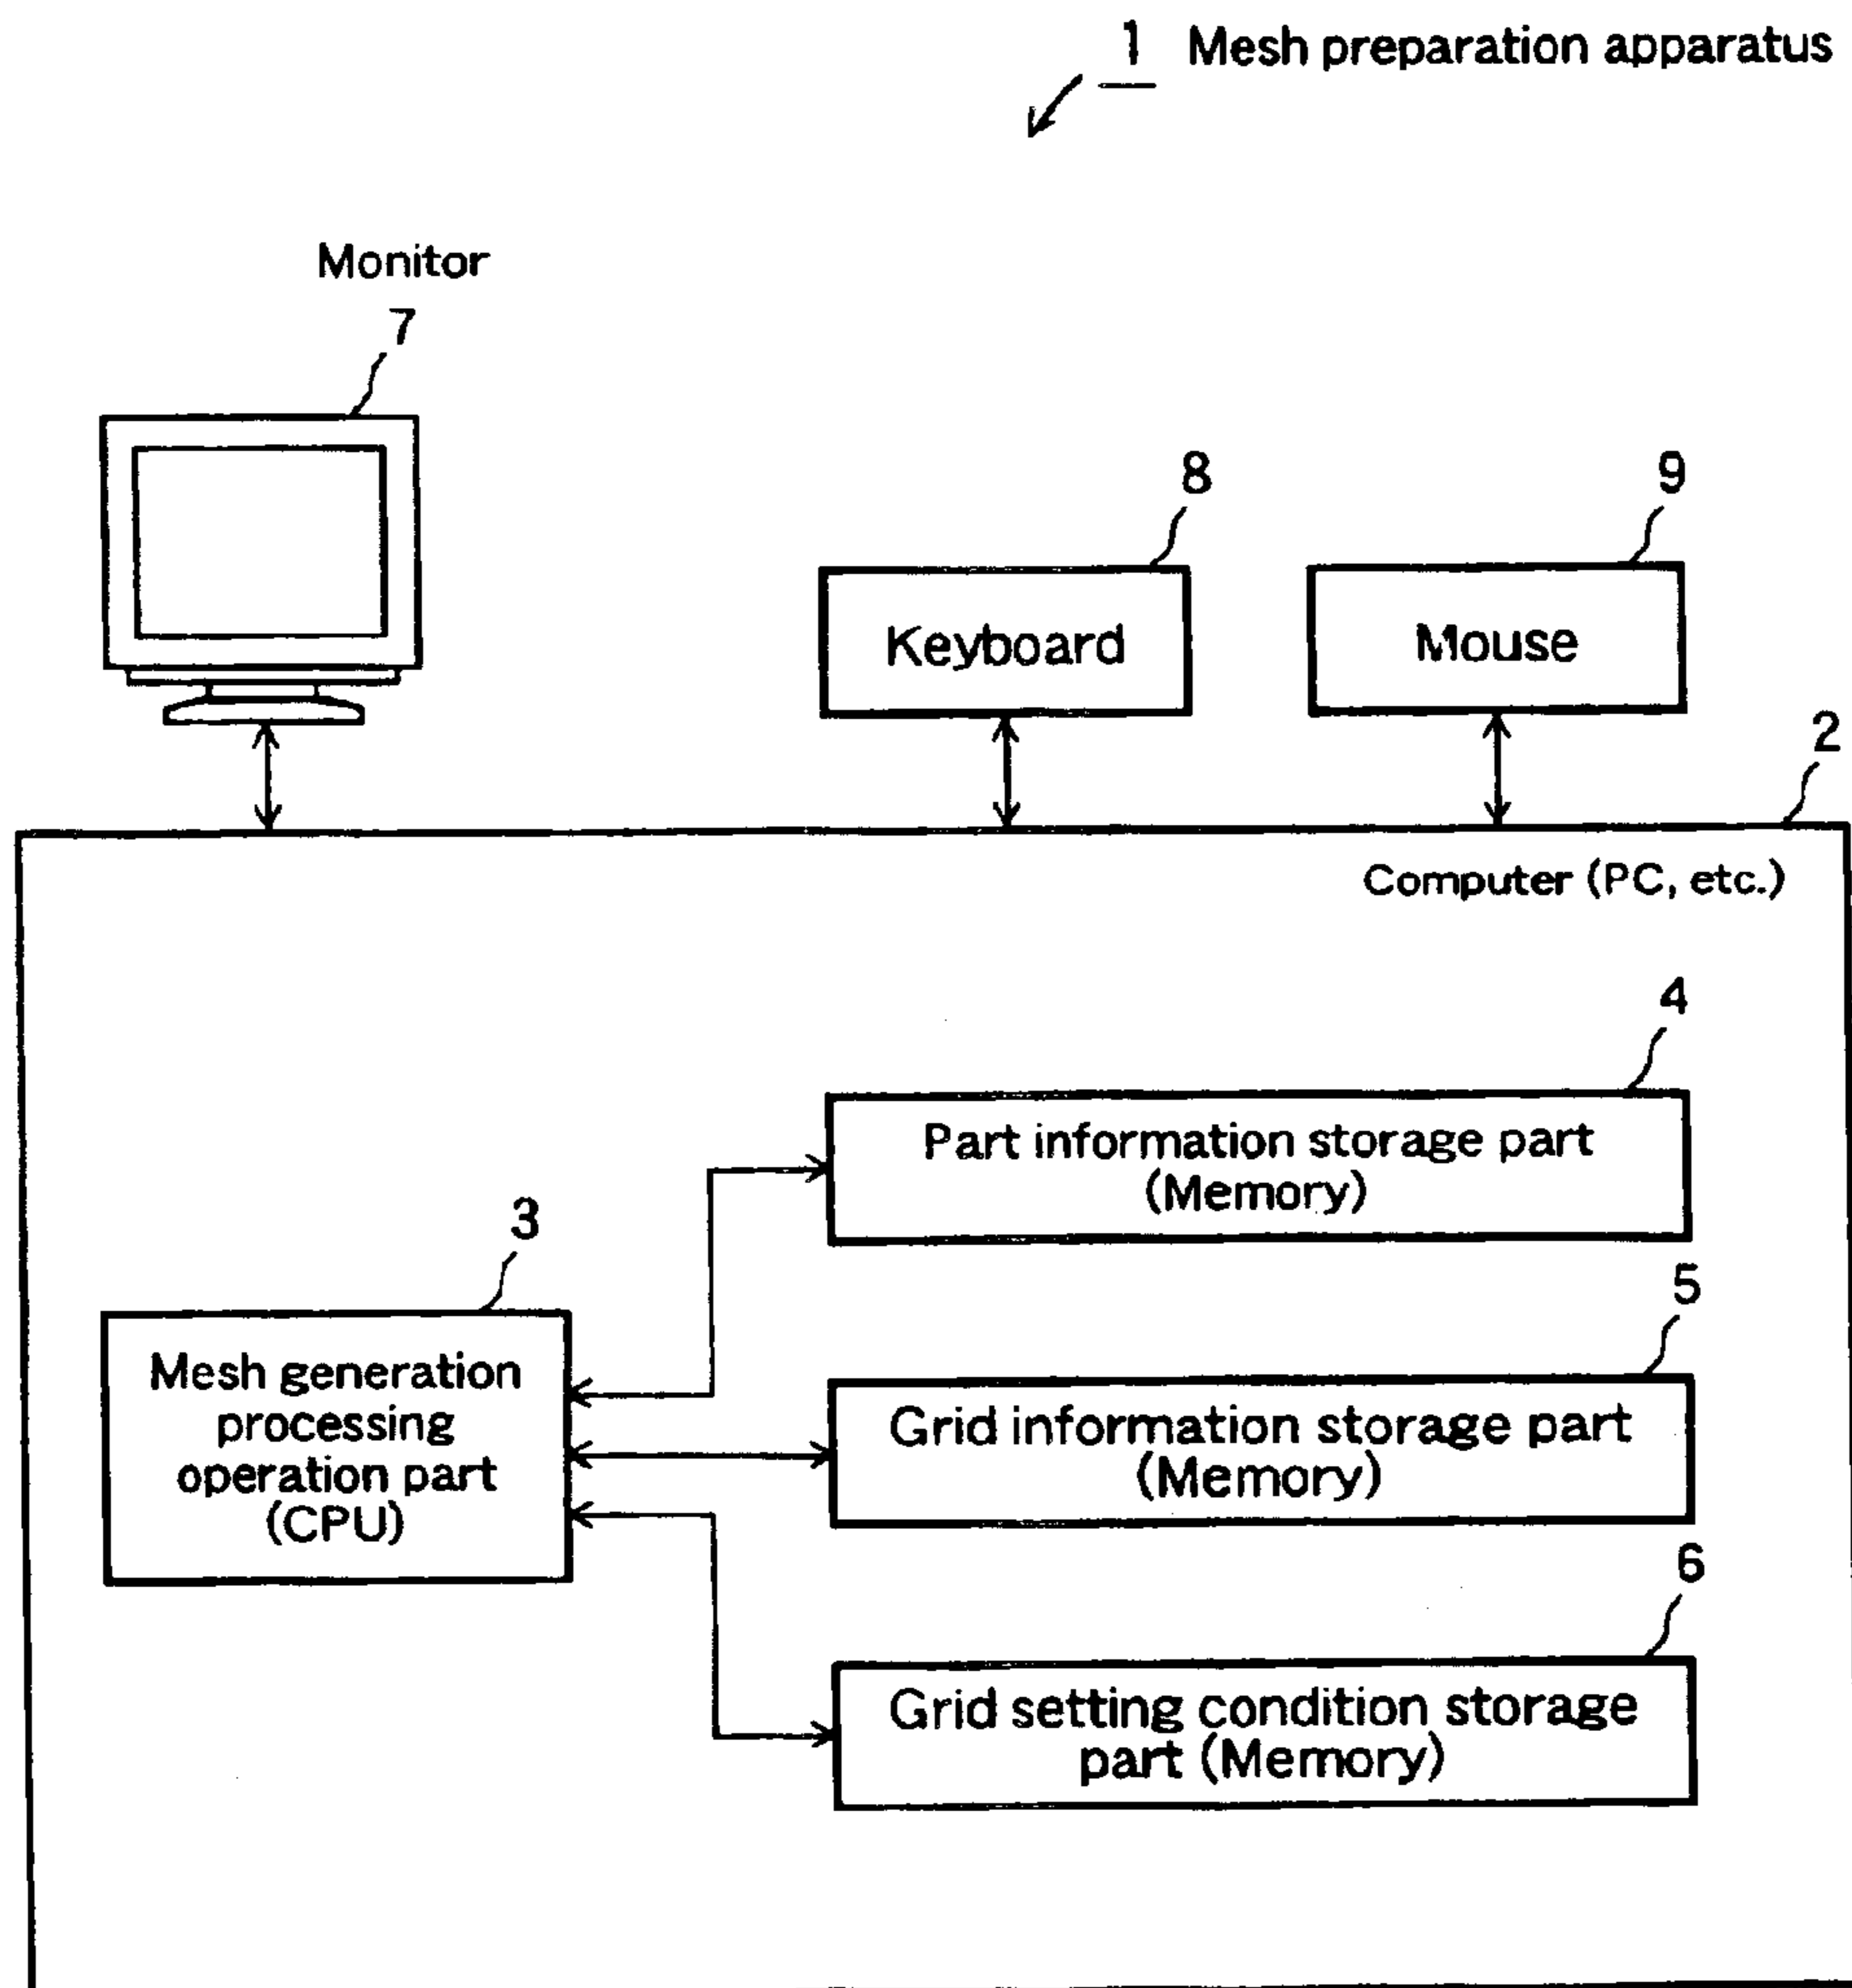 1 Mesh preparation apparatus
Monitor
7
8
9
Keyboard
Mouse
2
Computer (PC, etc.)
4
Part information storage part
(Memory)
3
Mesh generation
processing
operation part
(CPU)
5
Grid information storage part
(Memory)
6
Grid setting condition storage
part (Memory)